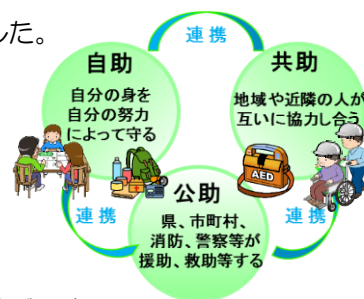 した。
連携
自助
自分の身を
自分の努力
によって守る
共助
地域や近隣の人が
互いに協力し合う
AED
公助
県、市町村、
消防、警察等が
援助、救助等する
連携
連携